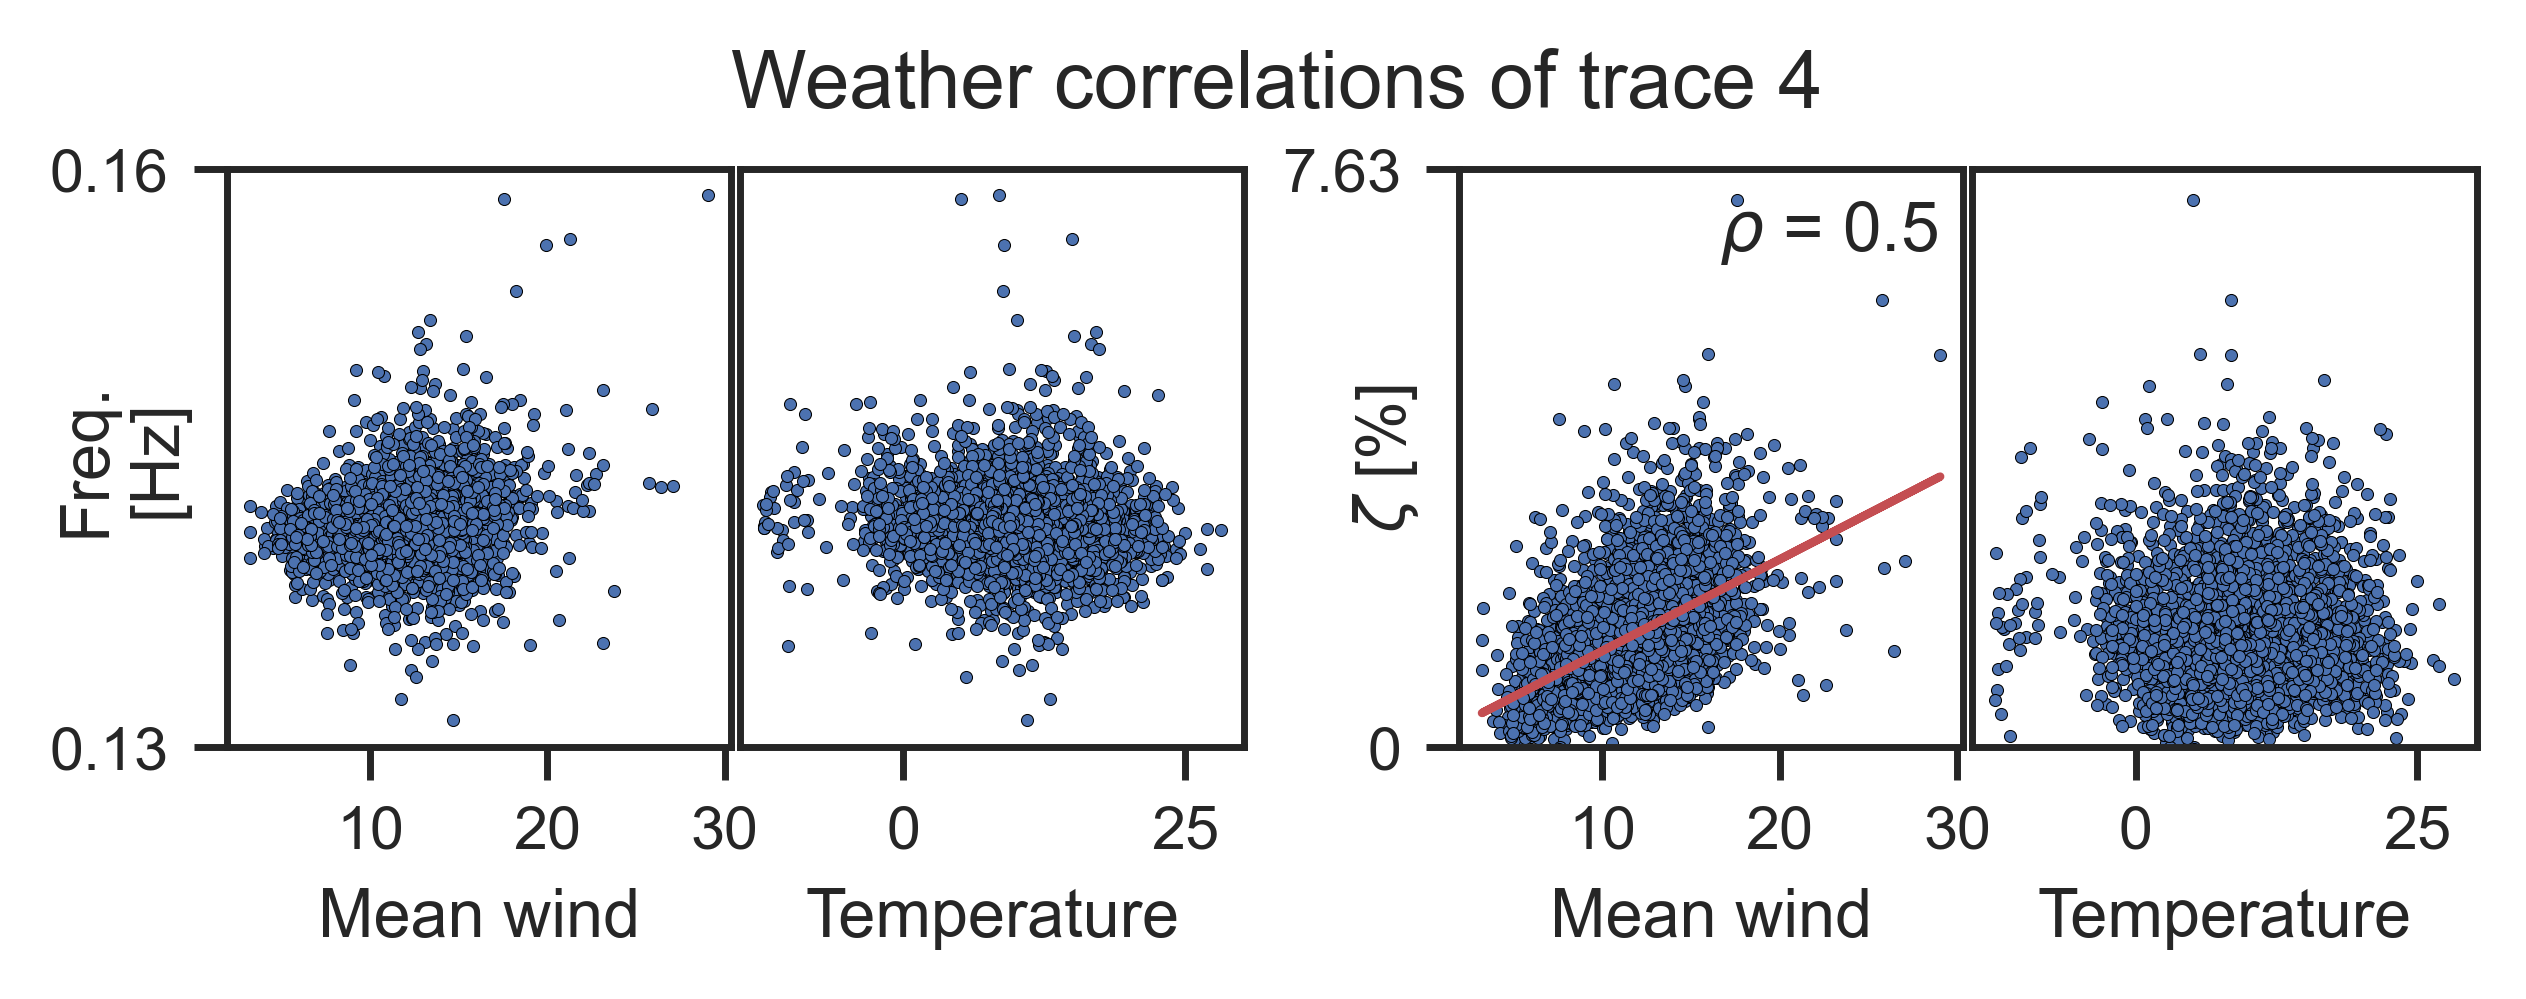 Weather correlations of trace 4
0.16
Freq.
[Hz]
0.13
10 20 30
Mean wind
0 25
Temperature
7.63
ζ [%]
0
ρ = 0.5
10 20 30
Mean wind
0 25
Temperature